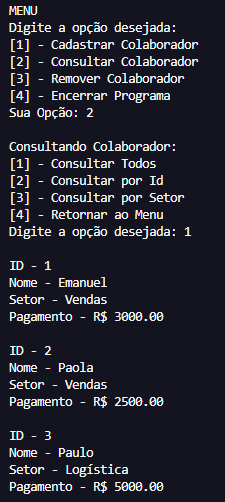 MENU
Digite a opção desejada:
[1] - Cadastrar Colaborador
[2] - Consultar Colaborador
[3] - Remover Colaborador
[4] - Encerrar Programa
Sua Opção: 2
Consultando Colaborador:
[1] - Consultar Todos
[2] - Consultar por Id
[3] - Consultar por Setor
[4] - Retornar ao Menu
Digite a opção desejada: 1
ID - 1
Nome - Emanuel
Setor - Vendas
Pagamento - R$ 3000.00
ID - 2
Nome - Paola
Setor - Vendas
Pagamento - R$ 2500.00
ID - 3
Nome - Paulo
Setor - Logística
Pagamento - R$ 5000.00